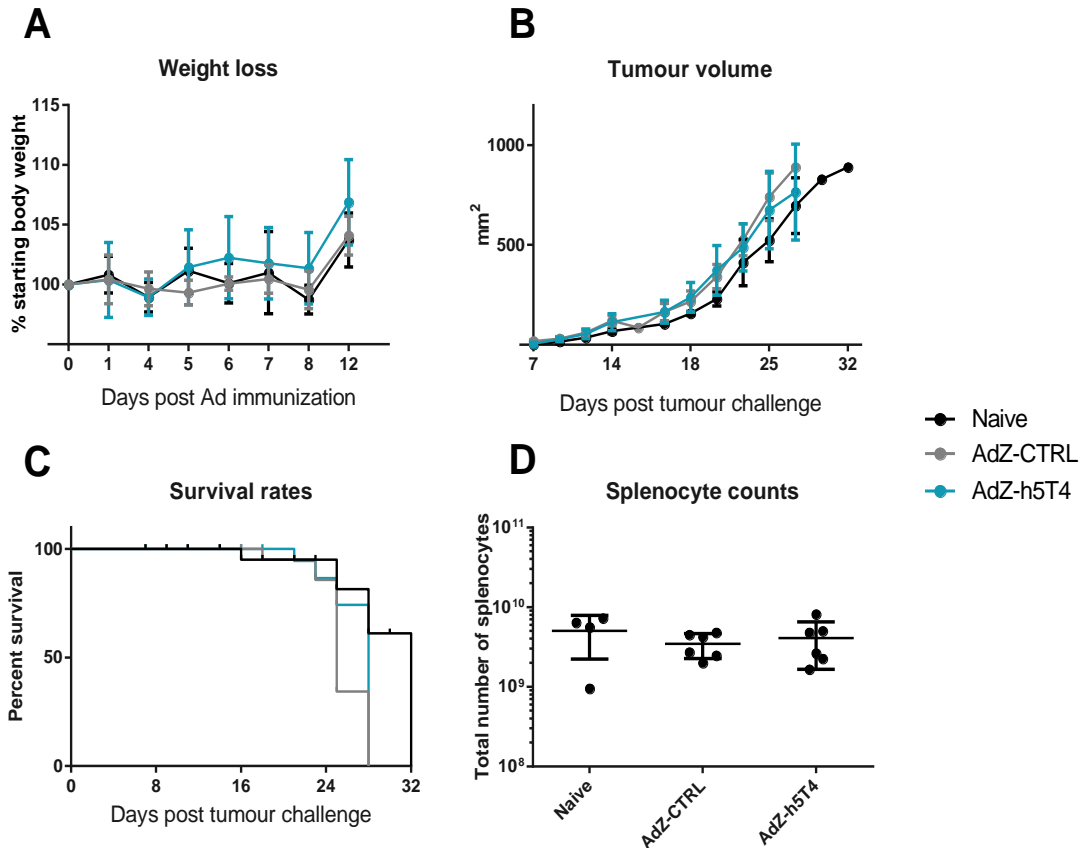 A
Weight loss
% starting body weight
115
110
105
100
0 1 4 5 6 7 8 12
Days post Ad immunization
B
Tumour volume
mm²
1000
500
7 14 18 25 32
Days post tumour challenge
Naive
AdZ-CTRL
AdZ-h5T4
C
Survival rates
Percent survival
100
50
0
0 8 16 24 32
Days post tumour challenge
D
Splenocyte counts
Total number of splenocytes
10¹¹
10¹⁰
10⁹
10⁸
Naive
AdZ-CTRL
AdZ-h5T4